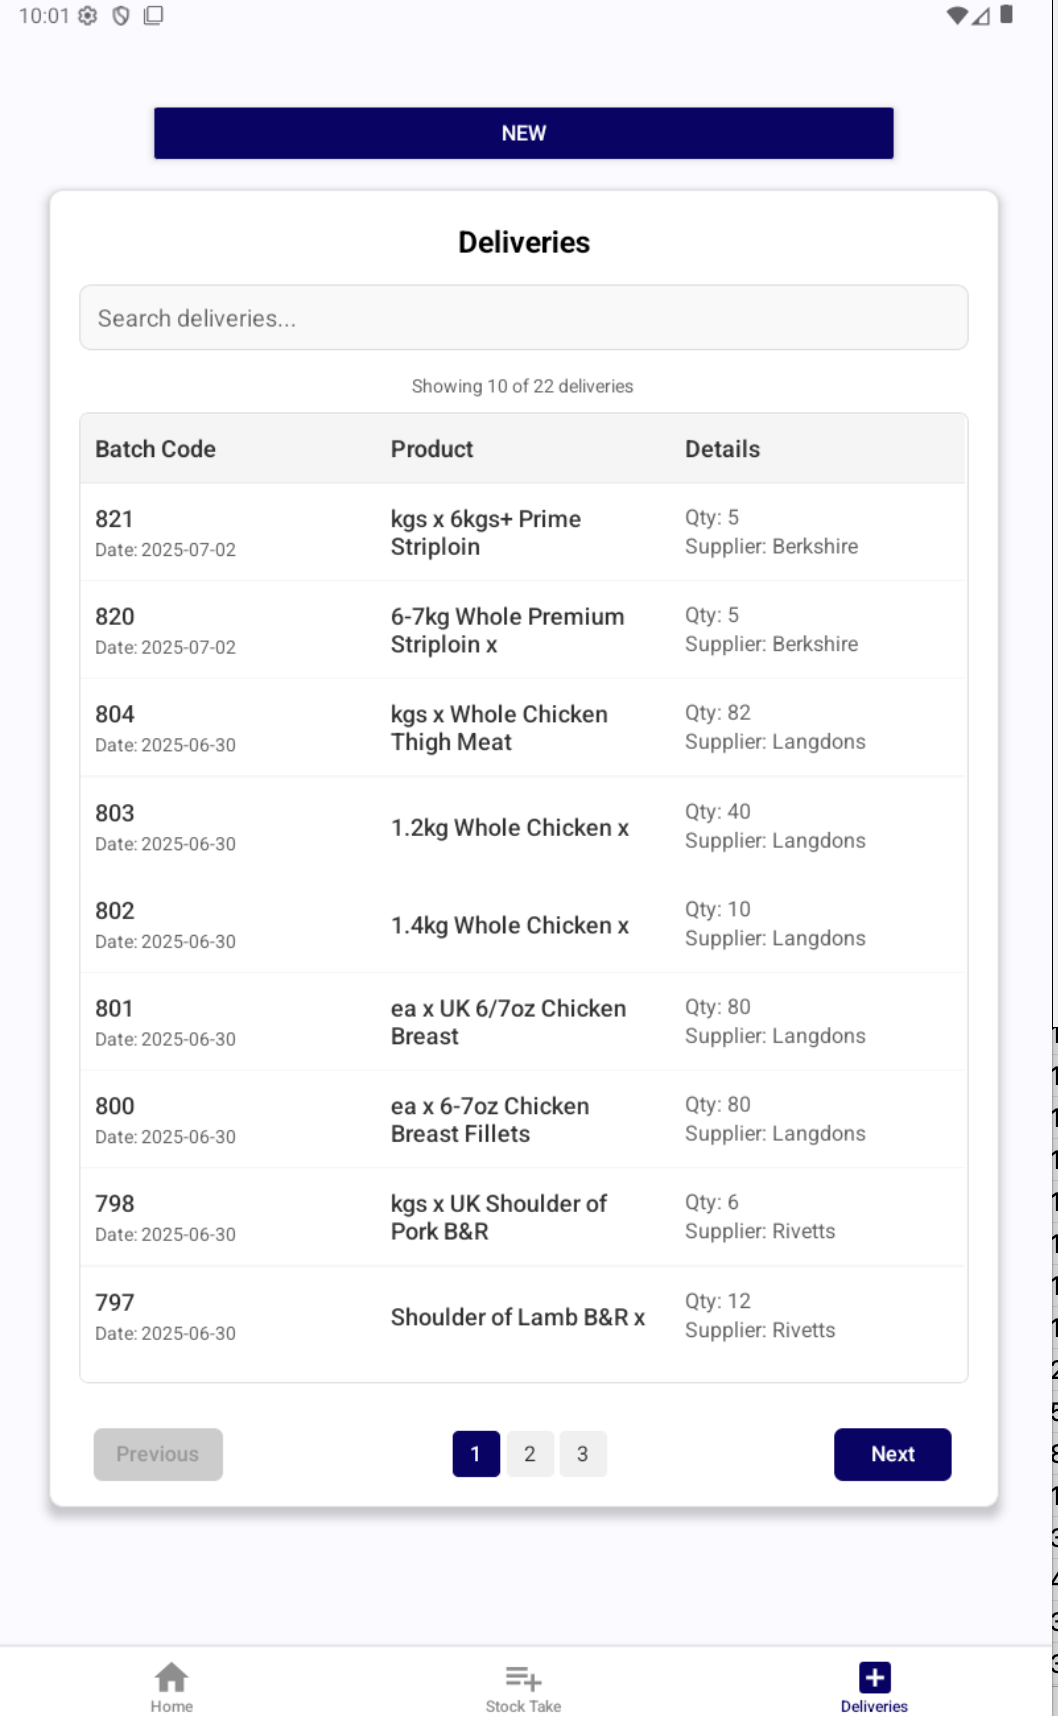 10:01
NEW
Deliveries
Search deliveries...
Showing 10 of 22 deliveries
Batch Code Product Details
821
Date: 2025-07-02
kgs x 6kgs+ Prime
Striploin
Qty: 5
Supplier: Berkshire
820
Date: 2025-07-02
6-7kg Whole Premium
Striploin x
Qty: 5
Supplier: Berkshire
804
Date: 2025-06-30
kgs x Whole Chicken
Thigh Meat
Qty: 82
Supplier: Langdons
803
Date: 2025-06-30
1.2kg Whole Chicken x
Qty: 40
Supplier: Langdons
802
Date: 2025-06-30
1.4kg Whole Chicken x
Qty: 10
Supplier: Langdons
801
Date: 2025-06-30
ea x UK 6/7oz Chicken
Breast
Qty: 80
Supplier: Langdons
800
Date: 2025-06-30
ea x 6-7oz Chicken
Breast Fillets
Qty: 80
Supplier: Langdons
798
Date: 2025-06-30
kgs x UK Shoulder of
Pork B&R
Qty: 6
Supplier: Rivetts
797
Date: 2025-06-30
Shoulder of Lamb B&R x
Qty: 12
Supplier: Rivetts
Previous 1 2 3 Next
Home Stock Take Deliveries